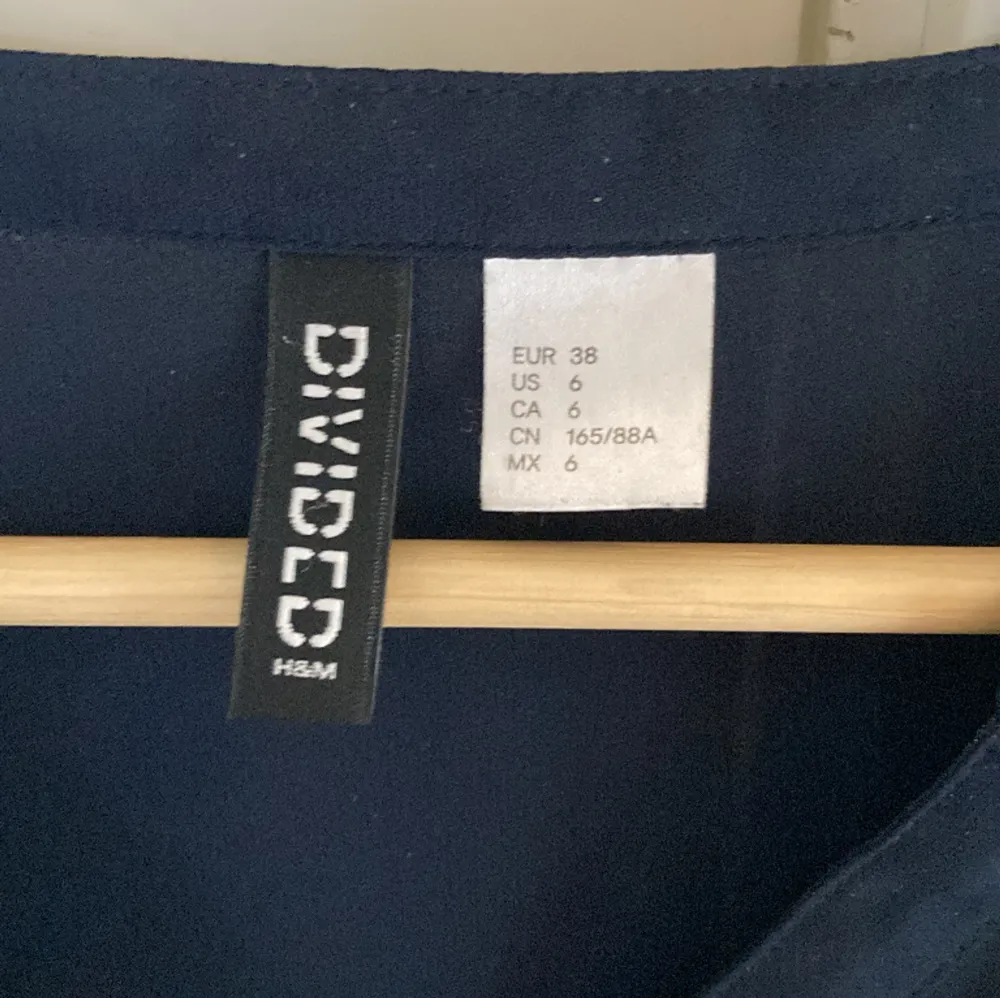 DIVIDED
H&M
EUR 38
US 6
CA 6
CN 165/88A
MX 6